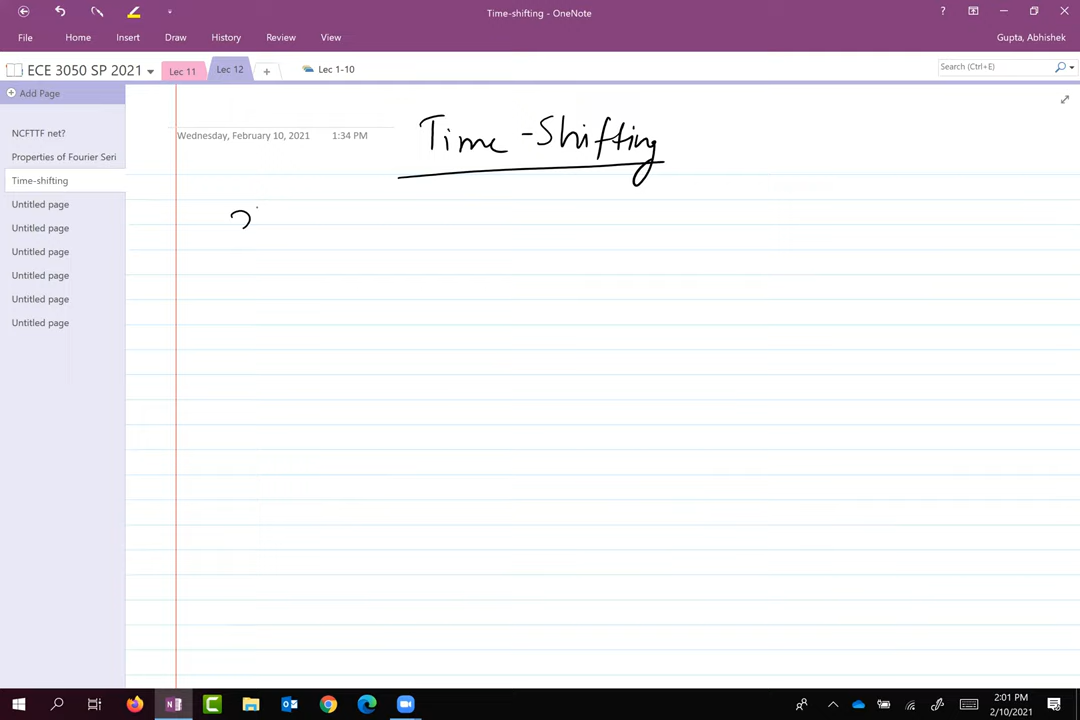 Time-shifting - OneNote
?
File Home Insert Draw History Review View
Gupta, Abhishek
ECE 3050 SP 2021
Lec 11
Lec 12
Lec 1-10
Search (Ctrl+E)
Add Page
Time-Shifting
Wednesday, February 10, 2021 1:34 PM
NCFTTF net?
Properties of Fourier Seri
Time-shifting
Untitled page
Untitled page
Untitled page
Untitled page
Untitled page
Untitled page
2:01 PM
2/10/2021